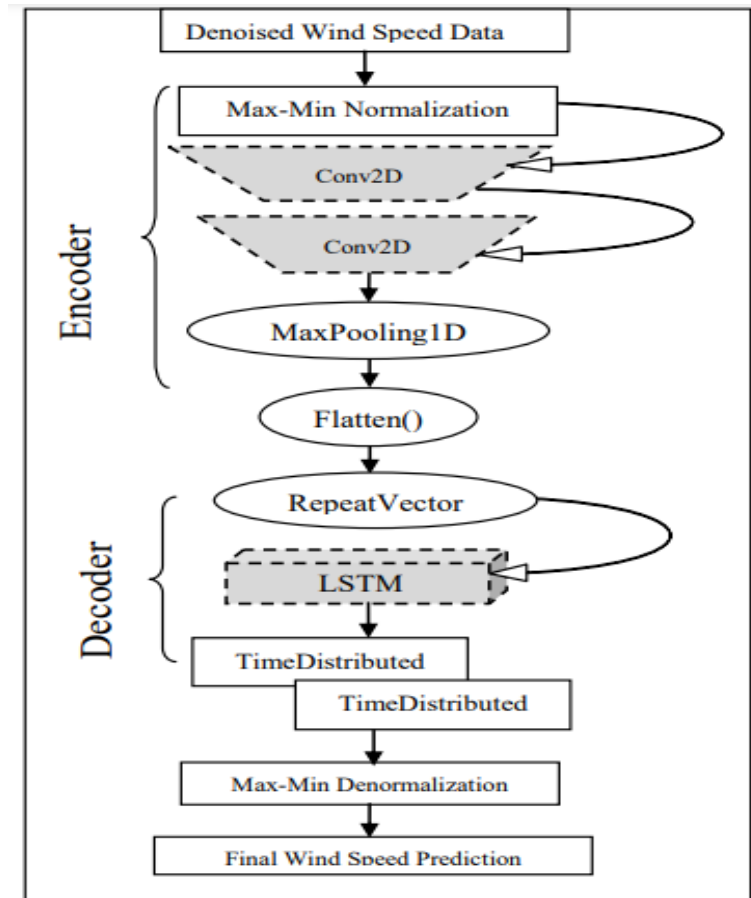 Denoised Wind Speed Data
Max-Min Normalization
Conv2D
Conv2D
MaxPooling1D
Encoder
Flatten()
RepeatVector
LSTM
Decoder
TimeDistributed
TimeDistributed
Max-Min Denormalization
Final Wind Speed Prediction